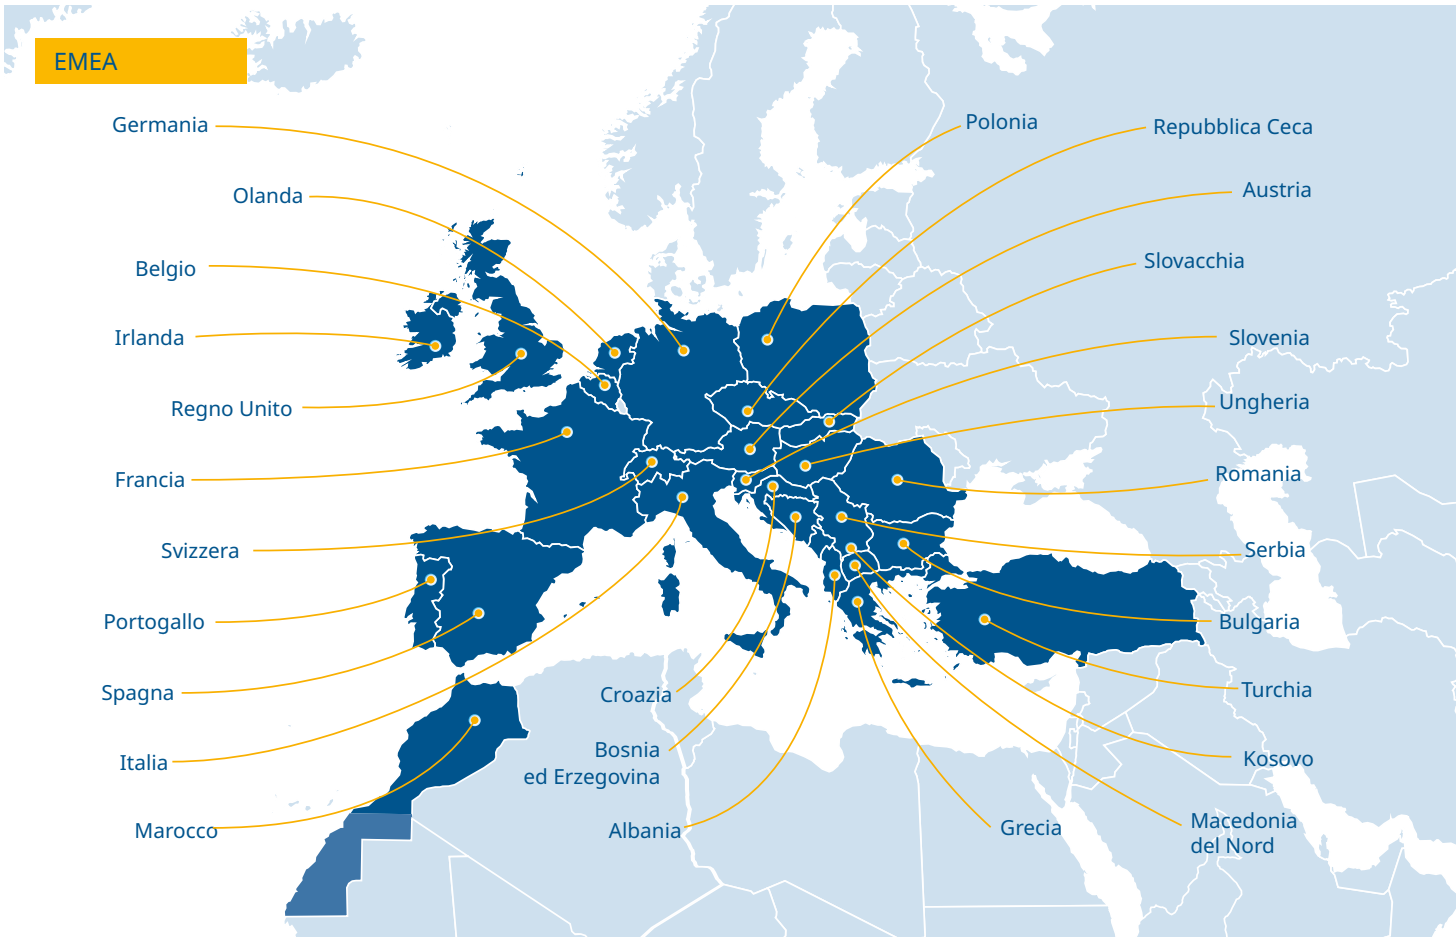 EMEA
Germania
Olanda
Belgio
Irlanda
Regno Unito
Francia
Svizzera
Portogallo
Spagna
Italia
Marocco
Polonia
Repubblica Ceca
Austria
Slovacchia
Slovenia
Ungheria
Romania
Serbia
Bulgaria
Turchia
Kosovo
Macedonia
del Nord
Grecia
Croazia
Bosnia
ed Erzegovina
Albania